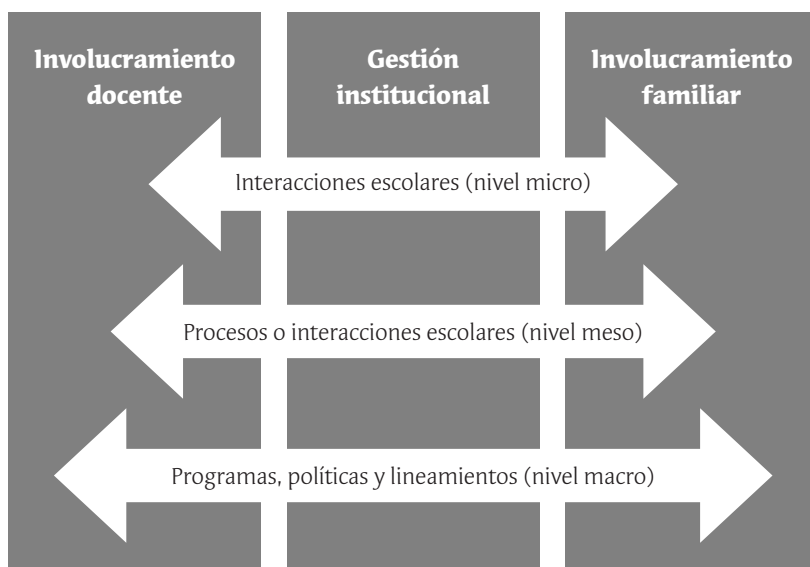 Involucramiento
docente
Gestión
institucional
Involucramiento
familiar
Interacciones escolares (nivel micro)
Procesos o interacciones escolares (nivel meso)
Programas, políticas y lineamientos (nivel macro)